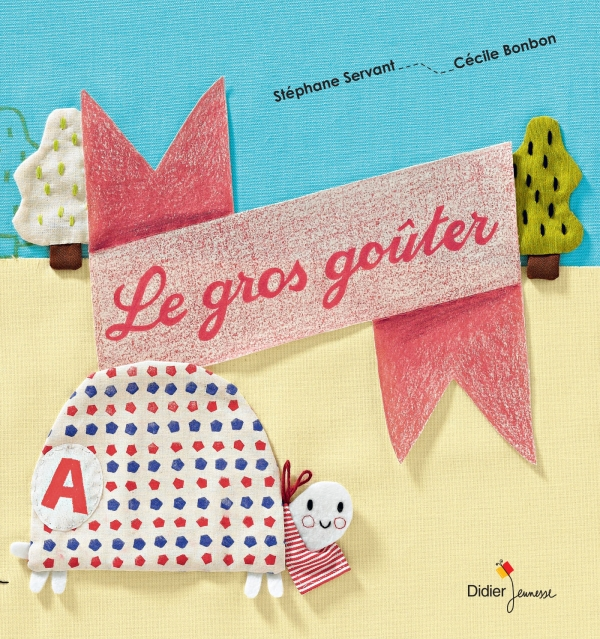 Stéphane Servant
Cécile Bonbon
Le gros goûter
A
Didier Jeunesse